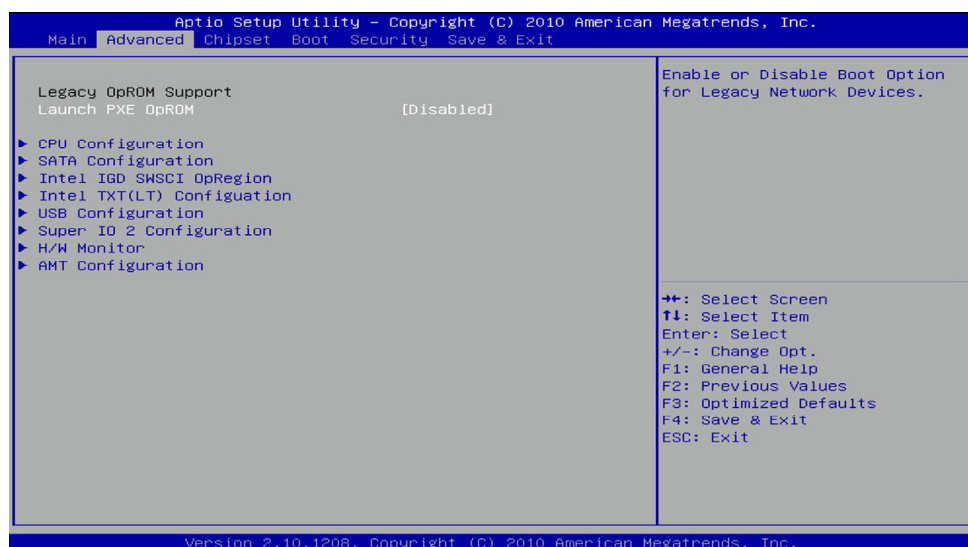 Aptio Setup Utility – Copyright (C) 2010 American Megatrends, Inc.
Main Advanced Chipset Boot Security Save & Exit
Legacy OpROM Support
Launch PXE OpROM [Disabled]
▶ CPU Configuration
▶ SATA Configuration
▶ Intel IGD SWSCI OpRegion
▶ Intel TXT(LT) Configuation
▶ USB Configuration
▶ Super IO 2 Configuration
▶ H/W Monitor
▶ AMT Configuration
Enable or Disable Boot Option
for Legacy Network Devices.
→←: Select Screen
↑↓: Select Item
Enter: Select
+/-: Change Opt.
F1: General Help
F2: Previous Values
F3: Optimized Defaults
F4: Save & Exit
ESC: Exit
Version 2.10.1208. Copyright (C) 2010 American Megatrends, Inc.